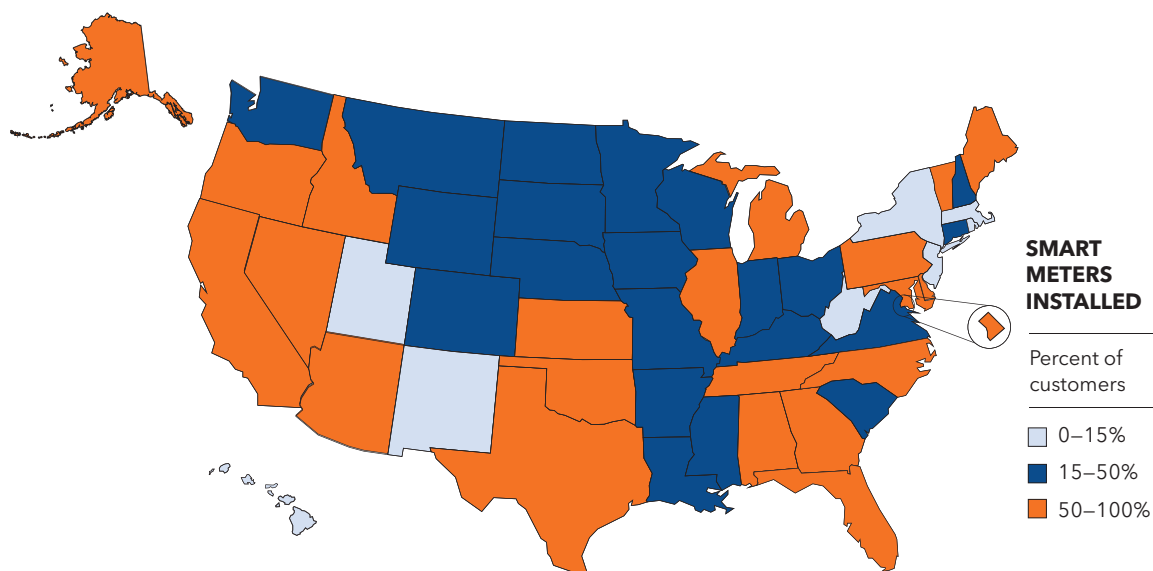 SMART
METERS
INSTALLED
Percent of
customers
0–15%
15–50%
50–100%